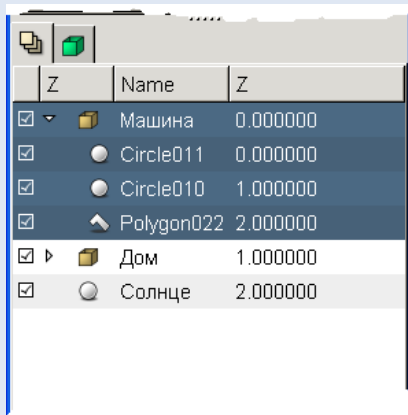 Z Name Z
Машина 0.000000
Circle011 0.000000
Circle010 1.000000
Polygon022 2.000000
Дом 1.000000
Солнце 2.000000